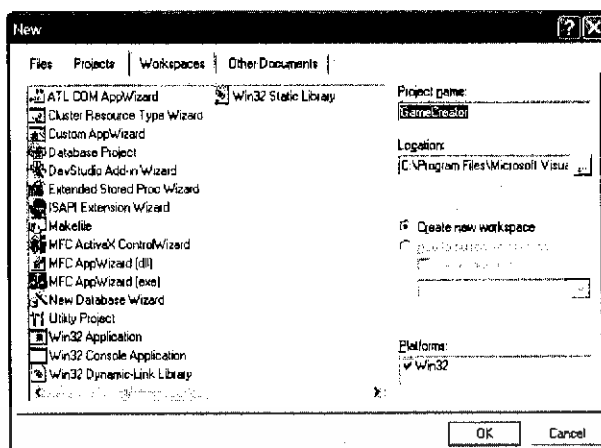 New
Files Projects Workspaces Other Documents
ATL COM AppWizard
Cluster Resource Type Wizard
Custom AppWizard
Database Project
DevStudio Add-in Wizard
Extended Stored Proc Wizard
ISAPI Extension Wizard
Makefile
MFC ActiveX ControlWizard
MFC AppWizard (dll)
MFC AppWizard (exe)
New Database Wizard
Utility Project
Win32 Application
Win32 Console Application
Win32 Dynamic-Link Library
Win32 Static Library
Project name:
GameCreator
Location:
C:\Program Files\Microsoft Visua ...
Create new workspace
Platforms:
Win32
OK Cancel